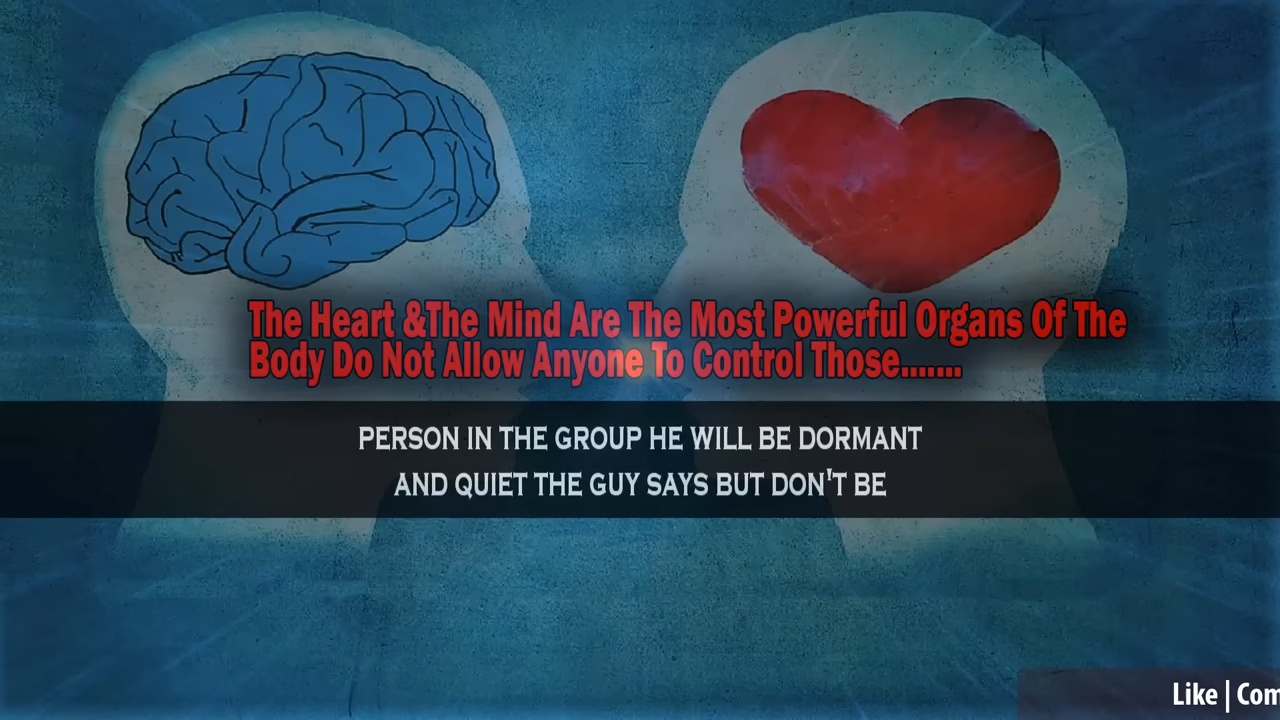 The Heart &The Mind Are The Most Powerful Organs Of The
Body Do Not Allow Anyone To Control Those.......
PERSON IN THE GROUP HE WILL BE DORMANT
AND QUIET THE GUY SAYS BUT DON'T BE
Like | Com